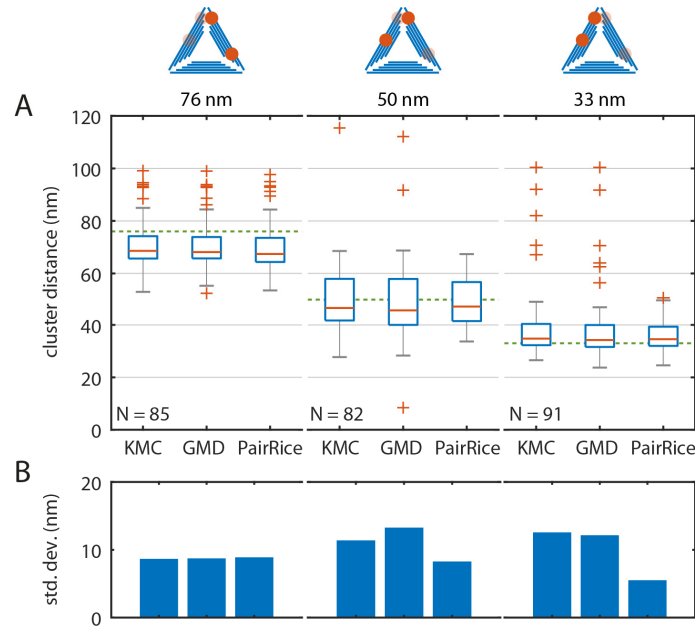 A
76 nm 50 nm 33 nm
cluster distance (nm)
120
100
80
60
40
20
0
N = 85 N = 82 N = 91
KMC GMD PairRice KMC GMD PairRice KMC GMD PairRice
B
std. dev. (nm)
20
10
0